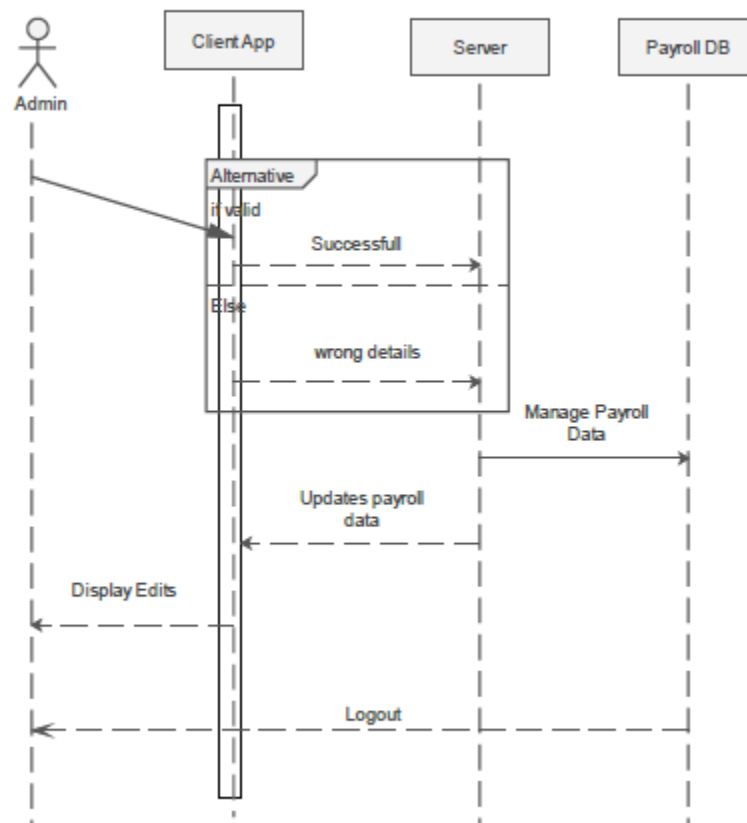 Client App
Server
Payroll DB
Admin
Alternative
if valid
Successfull
Else
wrong details
Manage Payroll
Data
Updates payroll
data
Display Edits
Logout